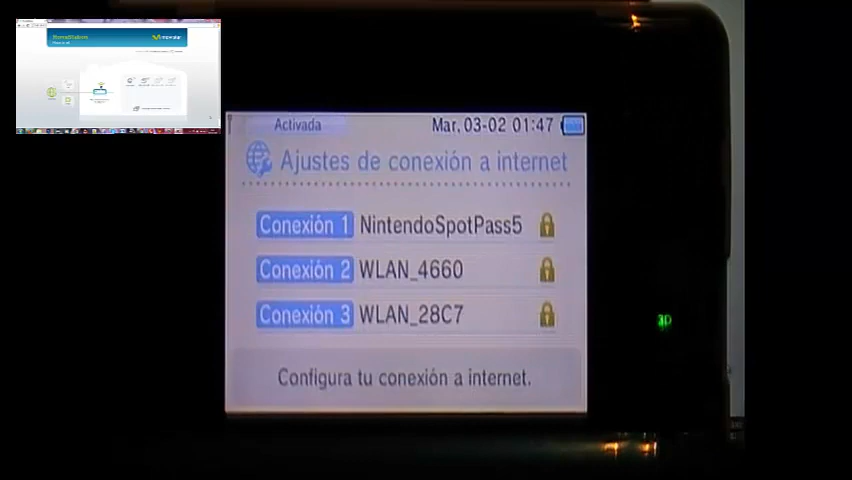 movistar
Activada
Mar. 03-02 01:47
Ajustes de conexión a internet
Conexión 1 NintendoSpotPass5
Conexión 2 WLAN_4660
Conexión 3 WLAN_28C7
Configura tu conexión a internet.
3D